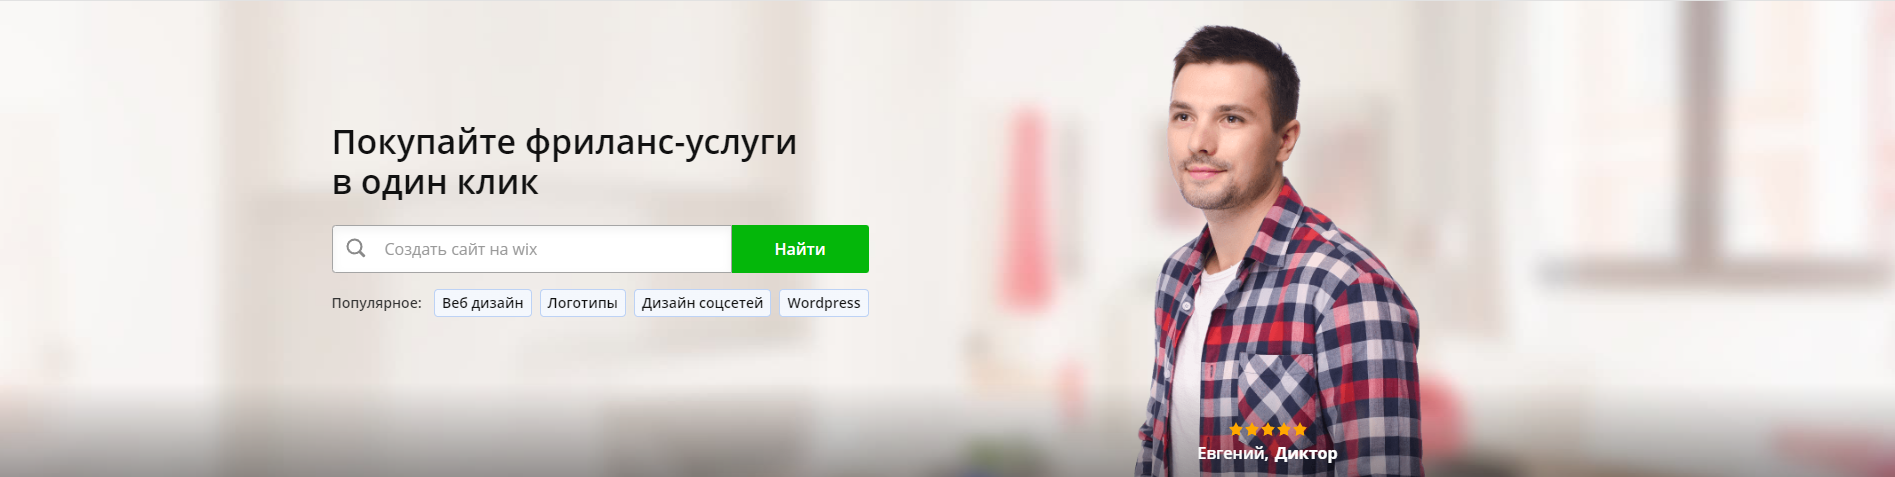 Покупайте фриланс-услуги
в один клик
Создать сайт на wix
Найти
Популярное: Веб дизайн Логотипы Дизайн соцсетей Wordpress
Евгений, Диктор